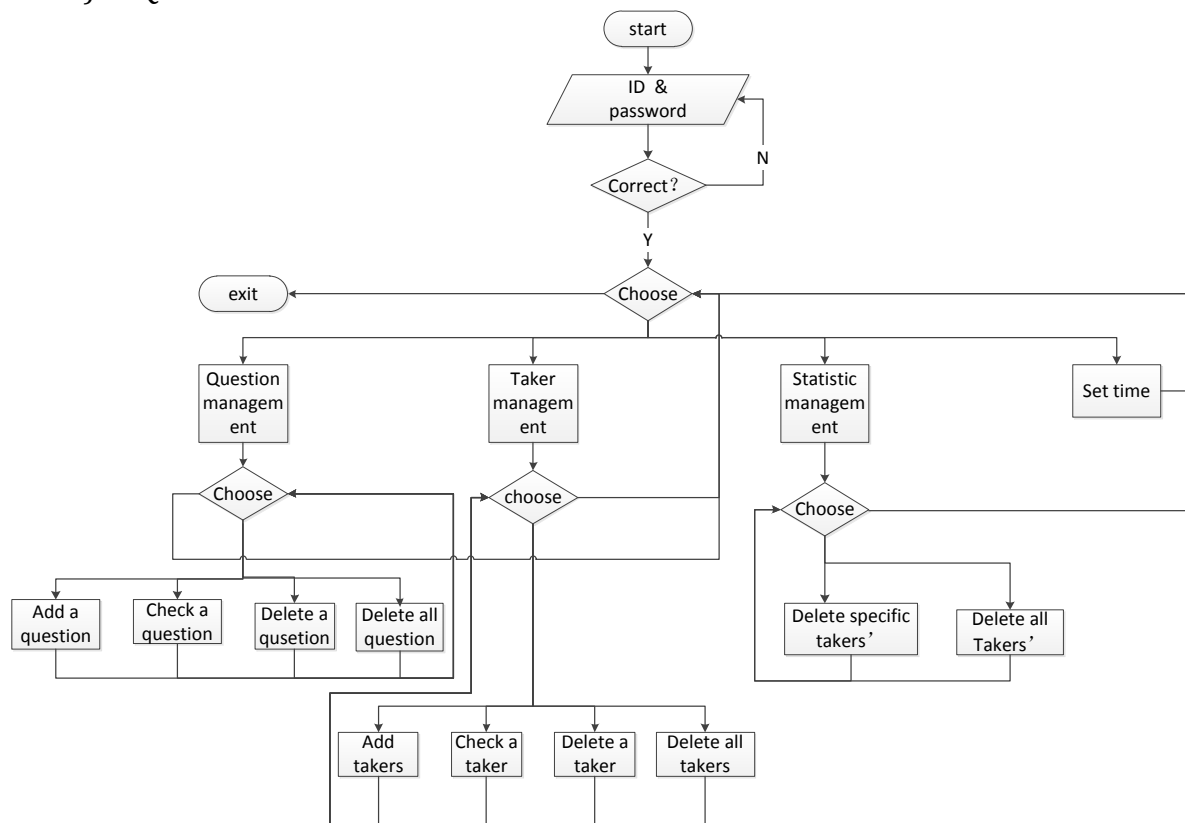 start
ID &
password
N
Correct？
Y
exit
Choose
Question
managem
ent
Taker
managem
ent
Statistic
managem
ent
Set time
Choose
choose
Choose
Add a
question
Check a
question
Delete a
qusetion
Delete all
question
Delete specific
takers’
Delete all
Takers’
Add
takers
Check a
taker
Delete a
taker
Delete all
takers